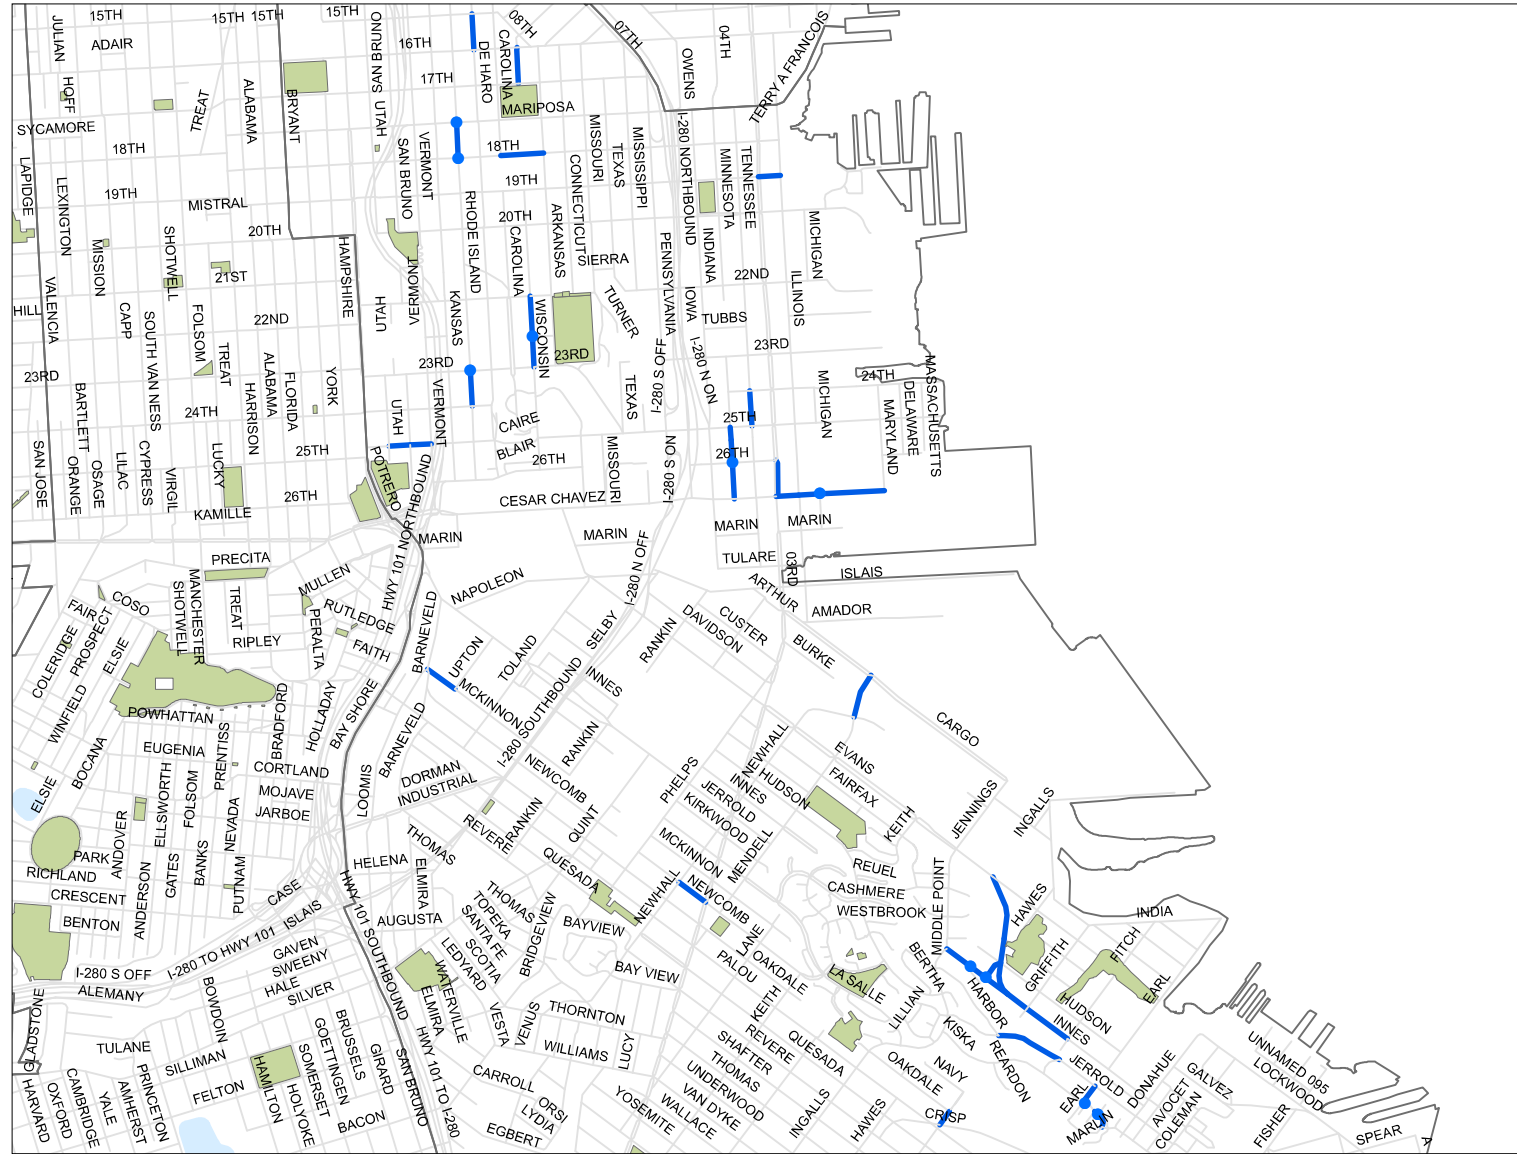 15TH
15TH
15TH
15TH
JULIAN
ADAIR
SAN BRUNO
16TH
08TH
07TH
04TH
TERRY A FRANCOIS
OWENS
CAROLINA
DE HARO
17TH
HOFF
TREAT
ALABAMA
BRYANT
UTAH
MARIPOSA
SYCAMORE
18TH
SAN BRUNO
VERMONT
18TH
MISSOURI
TEXAS
MISSISSIPPI
I-280 NORTHBOUND
MINNESOTA
TENNESSEE
LAPIDGE
LEXINGTON
19TH
MISTRAL
19TH
CONNECTICUT
20TH
20TH
RHODE ISLAND
CAROLINA
ARKANSAS
SIERRA
PENNSYLVANIA
INDIANA
MICHIGAN
MISSION
SHOTWELL
21ST
HAMPSHIRE
VERMONT
22ND
ILLINOIS
HILL
VALENCIA
CAPP
SOUTH VAN NESS
FOLSOM
22ND
UTAH
KANSAS
WISCONSIN
TURNER
IOWA
TUBBS
TREAT
23RD
23RD
I-280 S OFF
I-280 N ON
23RD
23RD
BARTLETT
ALABAMA
FLORIDA
YORK
HARRISON
VERMONT
TEXAS
MICHIGAN
24TH
MASSACHUSETTS
DELAWARE
MARYLAND
24TH
UTAH
CAIRE
25TH
SAN JOSE
ORANGE
OSAGE
LILAC
CYPRESS
VIRGIL
LUCKY
25TH
POTRERO
BLAIR
26TH
MISSOURI
I-280 S ON
26TH
26TH
KAMILLE
HWY 101 NORTHBOUND
CESAR CHAVEZ
MARIN
MARIN
MARIN
MARIN
PRECITA
I-280 N OFF
TULARE
03RD
ISLAIS
MULLEN
NAPOLEON
ARTHUR
AMADOR
FAIR
COSO
SHOTWELL
MANCHESTER
TREAT
RUTLEDGE
PERALTA
BARNEVELD
SELBY
CUSTER
DAVIDSON
RANKIN
BURKE
COLERIDGE
PROSPECT
ELSIE
RIPLEY
FAITH
UPTON
TOLAND
WINFIELD
POWHATTAN
BRADFORD
HOLLADAY
BAY SHORE
MCKINNON
INNES
I-280 SOUTHBOUND
CARGO
BOCANA
EUGENIA
PRENTISS
BARNEVELD
RANKIN
NEWHALL
EVANS
ELSIE
CORTLAND
LOOMIS
DORMAN
INDUSTRIAL
NEWCOMB
PHELPS
HUDSON
INNES
FAIRFAX
ELLSWORTH
FOLSOM
MOJAVE
JARBOE
JERROLD
KIRKWOOD
KEITH
JENNINGS
INGALLS
ANDOVER
NEVADA
THOMAS
REVERE
RANKIN
QUINT
MCKINNON
MENDELL
PARK
RICHLAND
GATES
BANKS
PUTNAM
HELENA
ELMIRA
QUESADA
REUEL
CRESCENT
BENTON
ANDERSON
CASE
HWY 101 SOUTHBOUND
AUGUSTA
THOMAS
TOPEKA
SANTA FE
SCOTIA
LEDYARD
BRIDGEVIEW
BAYVIEW
NEWHALL
NEWCOMB
CASHMERE
WESTBROOK
MIDDLE POINT
HAWES
INDIA
ISLAIS
I-280 TO HWY 101
I-280 S OFF
ALEMANY
GAVEN
SWEENY
HALE
SILVER
WATERVILLE
ELMIRA
BAY VIEW
LANE
OAKDALE
PALOU
LA SALLE
BERTHA
GRIFFITH
FITCH
EARL
GLADSTONE
BOWDOIN
VESTA
VENUS
THORNTON
KEITH
LILLIAN
HARBOR
HUDSON
INNES
TULANE
SILLIMAN
BRUSSELS
GOETTINGEN
SOMERSET
HOLYOKE
GIRARD
SAN BRUNO
HWY 101 TO I-280
WILLIAMS
LUCY
REVERE
SHAFTER
QUESADA
KISKA
REARDON
JERROLD
UNNAMED 095
LOCKWOOD
HARVARD
OXFORD
CAMBRIDGE
YALE
AMHERST
PRINCETON
FELTON
HAMILTON
BACON
CARROLL
ORSI
LYDIA
EGBERT
YOSEMITE
THOMAS
UNDERWOOD
VAN DYKE
WALLACE
INGALLS
HAWES
OAKDALE
NAVY
CRISP
EARL
MARLIN
DONAHUE
GALVEZ
AVOCET
COLEMAN
FISHER
SPEAR
A